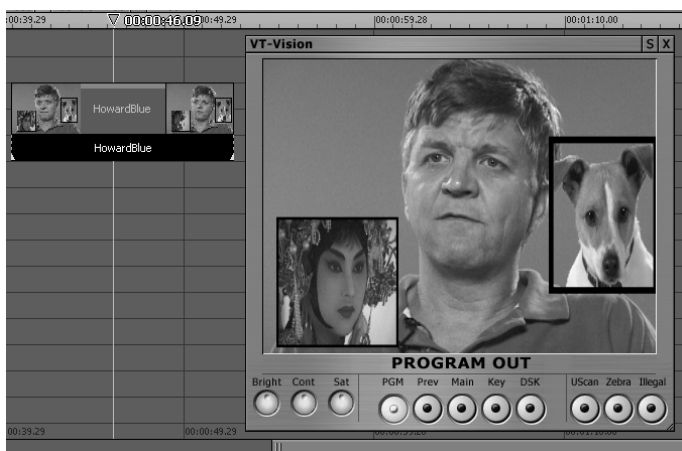 :00:39.29
00:00:46.09
00:49.29
00:00:59.28
00:01:10.00
VT-Vision
S X
HowardBlue
HowardBlue
PROGRAM OUT
Bright Cont Sat PGM Prev Main Key DSK UScan Zebra Illegal
00:39.29
00:00:49.29